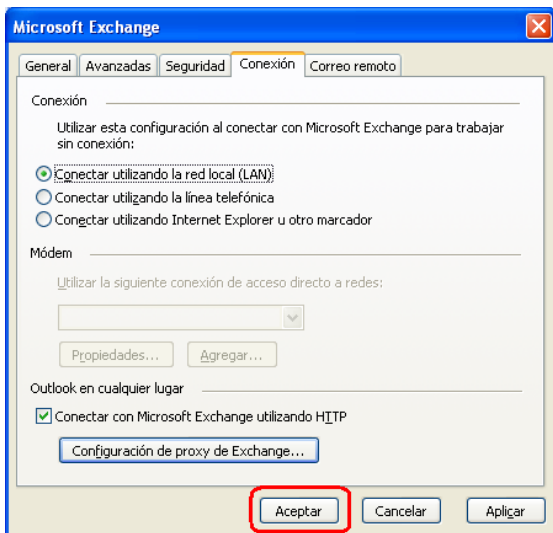 Microsoft Exchange
General Avanzadas Seguridad Conexión Correo remoto
Conexión
Utilizar esta configuración al conectar con Microsoft Exchange para trabajar
sin conexión:
Conectar utilizando la red local (LAN)
Conectar utilizando la línea telefónica
Conectar utilizando Internet Explorer u otro marcador
Módem
Utilizar la siguiente conexión de acceso directo a redes:
Propiedades... Agregar...
Outlook en cualquier lugar
Conectar con Microsoft Exchange utilizando HTTP
Configuración de proxy de Exchange...
Aceptar Cancelar Aplicar